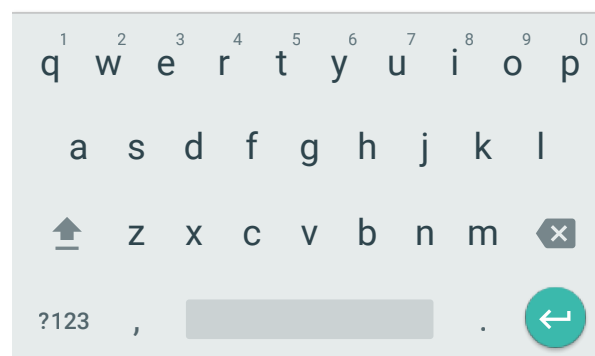 1 2 3 4 5 6 7 8 9 0
q w e r t y u i o p
a s d f g h j k l
z x c v b n m
?123 , .